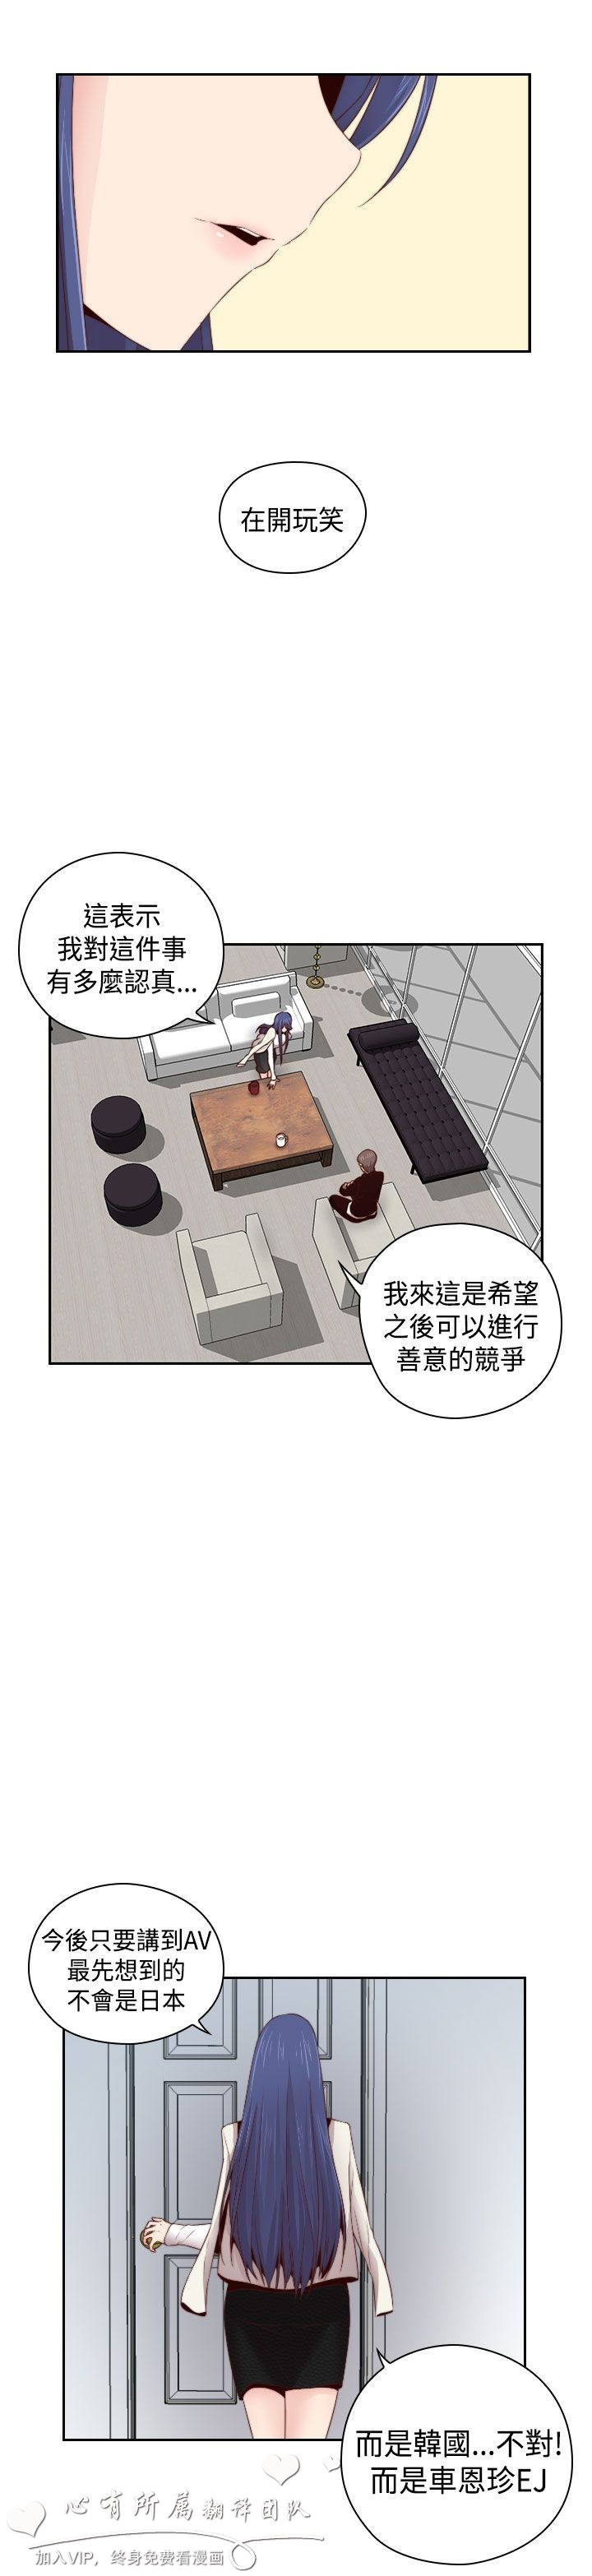 在開玩笑
這表示
我對這件事
有多麼認真...
我來這是希望
之後可以進行
善意的競爭
今後只要講到AV
最先想到的
不會是日本
而是韓國...不對!
而是車恩珍EJ
心有所属翻译团队
加入VIP，终身免费看漫画